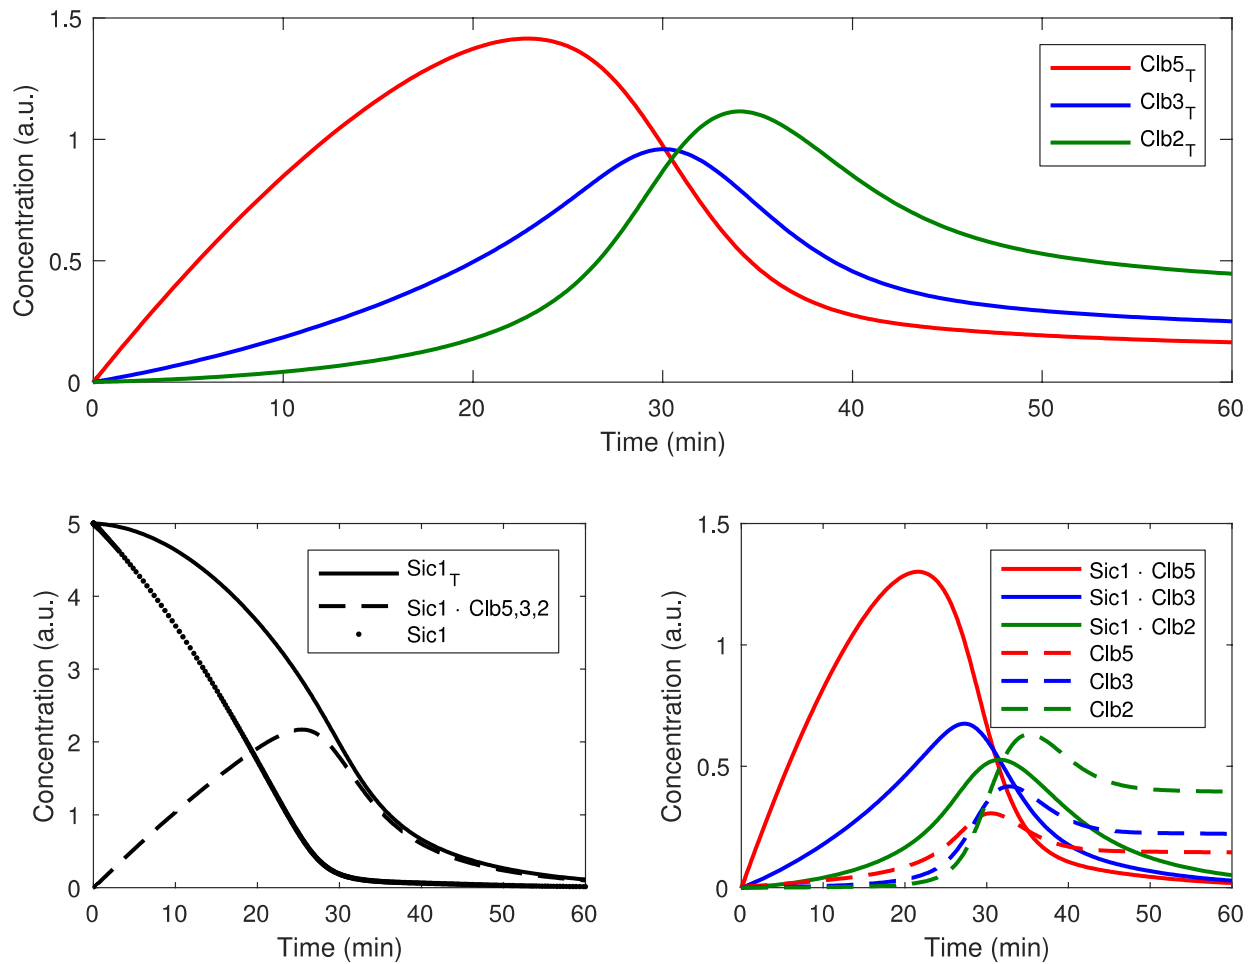 1.5
1
0.5
0
Concentration (a.u.)
0 10 20 30 40 50 60
Time (min)
Clb5T
Clb3T
Clb2T
5
4
3
2
1
0
Concentration (a.u.)
0 10 20 30 40 50 60
Time (min)
Sic1T
Sic1 · Clb5,3,2
Sic1
1.5
1
0.5
0
Concentration (a.u.)
0 10 20 30 40 50 60
Time (min)
Sic1 · Clb5
Sic1 · Clb3
Sic1 · Clb2
Clb5
Clb3
Clb2